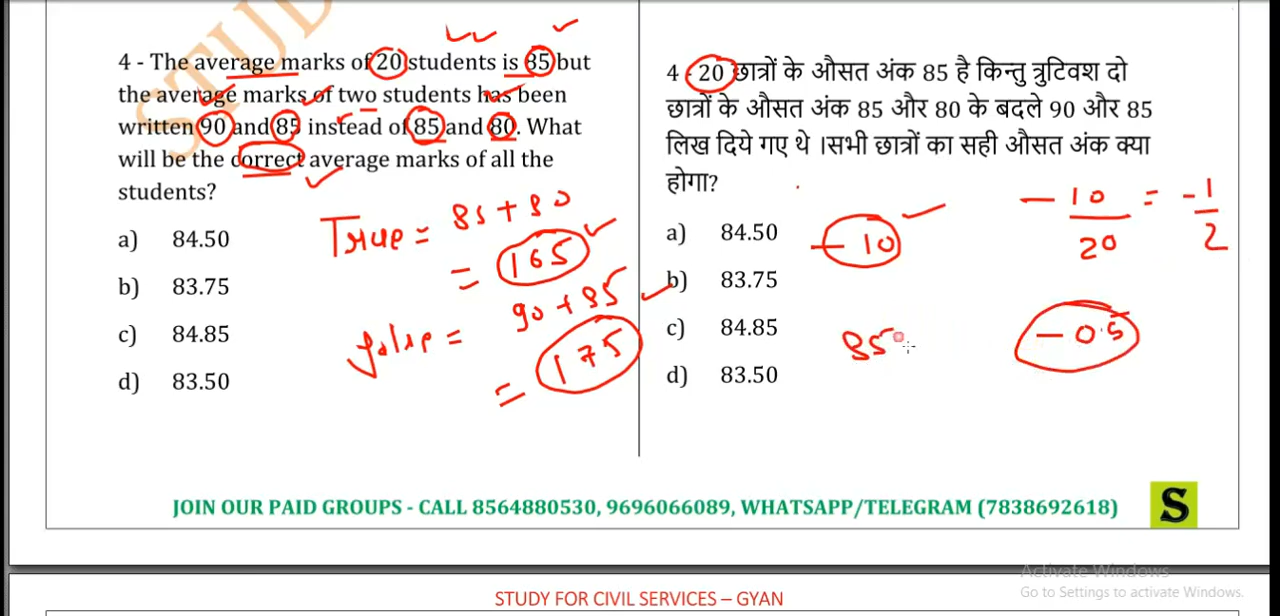 STUD
4 - The average marks of 20 students is 85 but
the average marks of two students has been
written 90 and 85 instead of 85 and 80. What
will be the correct average marks of all the
students?
a) 84.50
b) 83.75
c) 84.85
d) 83.50
True = 85 + 80
= 165
false = 90 + 85
= 175
4 - 20 छात्रों के औसत अंक 85 है किन्तु त्रुटिवश दो
छात्रों के औसत अंक 85 और 80 के बदले 90 और 85
लिख दिये गए थे ।सभी छात्रों का सही औसत अंक क्या
होगा?
a) 84.50
b) 83.75
c) 84.85
d) 83.50
- 10
- 10/20 = -1/2
85
- 0.5
JOIN OUR PAID GROUPS - CALL 8564880530, 9696066089, WHATSAPP/TELEGRAM (7838692618)
S
Activate Windows
Go to Settings to activate Windows.
STUDY FOR CIVIL SERVICES – GYAN